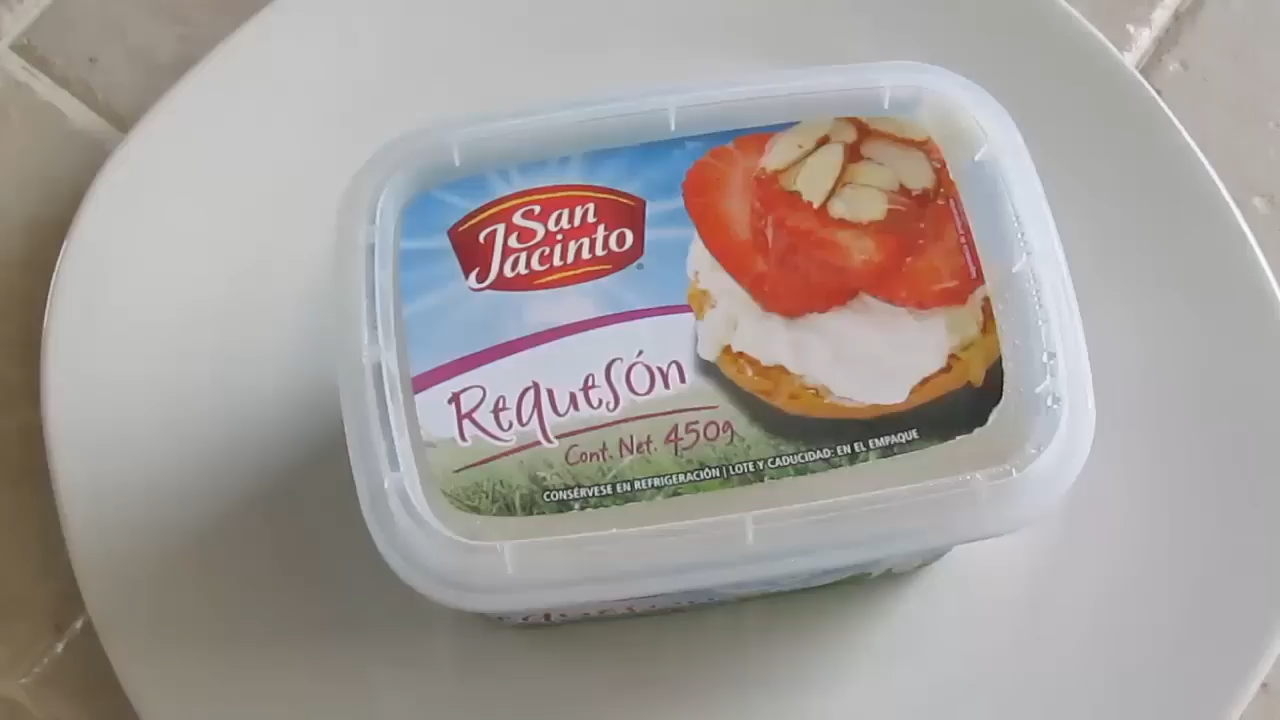 San
Jacinto
Requesón
Cont. Net. 450g
CONSÉRVESE EN REFRIGERACIÓN | LOTE Y CADUCIDAD: EN EL EMPAQUE